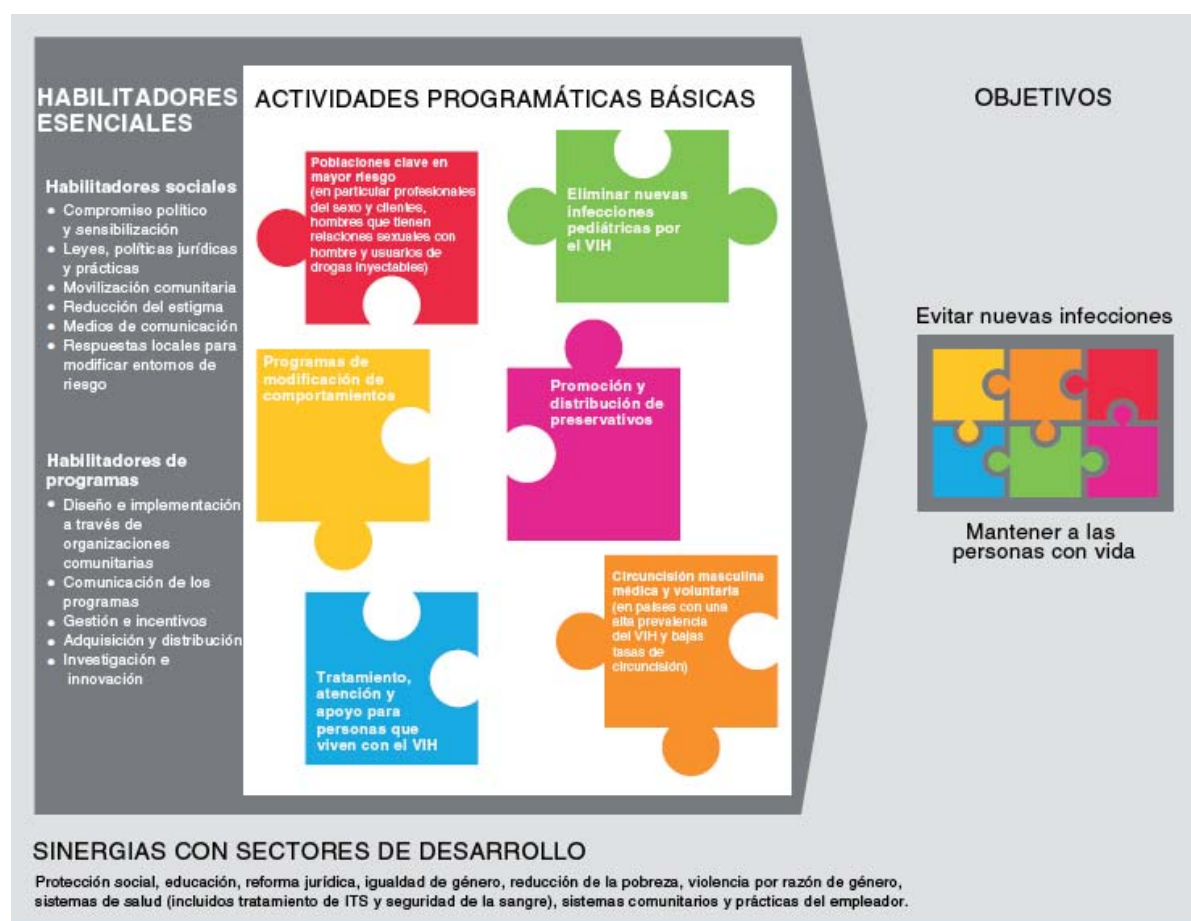 HABILITADORES
ESENCIALES
Habilitadores sociales
• Compromiso político
y sensibilización
• Leyes, políticas jurídicas
y prácticas
• Movilización comunitaria
• Reducción del estigma
• Medios de comunicación
• Respuestas locales para
modificar entornos de
riesgo
Habilitadores de
programas
• Diseño e implementación
a través de
organizaciones
comunitarias
• Comunicación de los
programas
• Gestión e incentivos
• Adquisición y distribución
• Investigación e
innovación
ACTIVIDADES PROGRAMÁTICAS BÁSICAS
Poblaciones clave en
mayor riesgo
(en particular profesionales
del sexo y clientes,
hombres que tienen
relaciones sexuales con
hombre y usuarios de
drogas inyectables)
Eliminar nuevas
infecciones
pediátricas por
el VIH
Programas de
modificación de
comportamientos
Promoción y
distribución de
preservativos
Tratamiento,
atención y
apoyo para
personas que
viven con el VIH
Circuncisión masculina
médica y voluntaria
(en países con una
alta prevalencia
del VIH y bajas
tasas de
circuncisión)
OBJETIVOS
Evitar nuevas infecciones
Mantener a las
personas con vida
SINERGIAS CON SECTORES DE DESARROLLO
Protección social, educación, reforma jurídica, igualdad de género, reducción de la pobreza, violencia por razón de género,
sistemas de salud (incluidos tratamiento de ITS y seguridad de la sangre), sistemas comunitarios y prácticas del empleador.